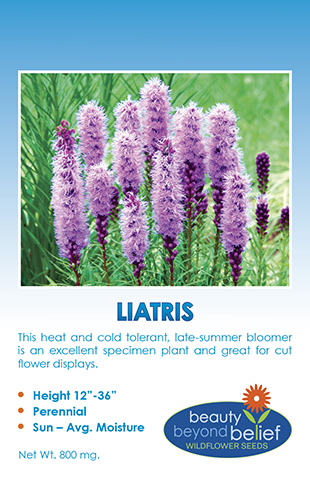 LIATRIS
This heat and cold tolerant, late-summer bloomer
is an excellent specimen plant and great for cut
flower displays.
• Height 12”-36”
• Perennial
• Sun – Avg. Moisture
Net Wt. 800 mg.
beauty
beyond belief
WILDFLOWER SEEDS